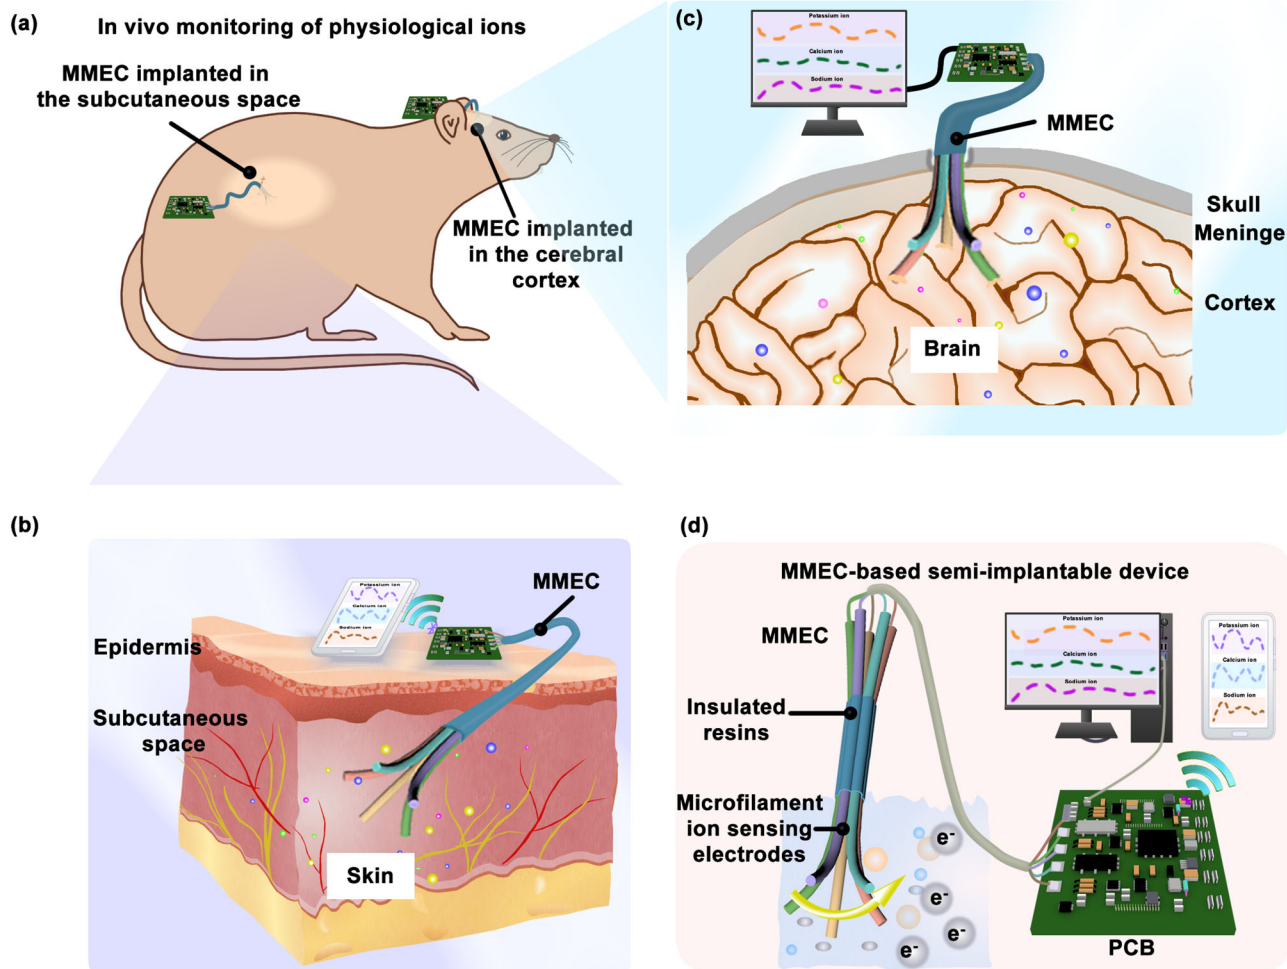 (a)
In vivo monitoring of physiological ions
MMEC implanted in
the subcutaneous space
MMEC implanted
in the cerebral
cortex
(c)
Potassium ion
Calcium ion
Sodium ion
MMEC
Skull
Meninge
Cortex
Brain
(b)
Potassium ion
Calcium ion
Sodium ion
MMEC
Epidermis
Subcutaneous
space
Skin
(d)
MMEC-based semi-implantable device
MMEC
Insulated
resins
Microfilament
ion sensing
electrodes
Potassium ion
Calcium ion
Sodium ion
Potassium ion
Calcium ion
Sodium ion
e-
e-
e-
e-
PCB